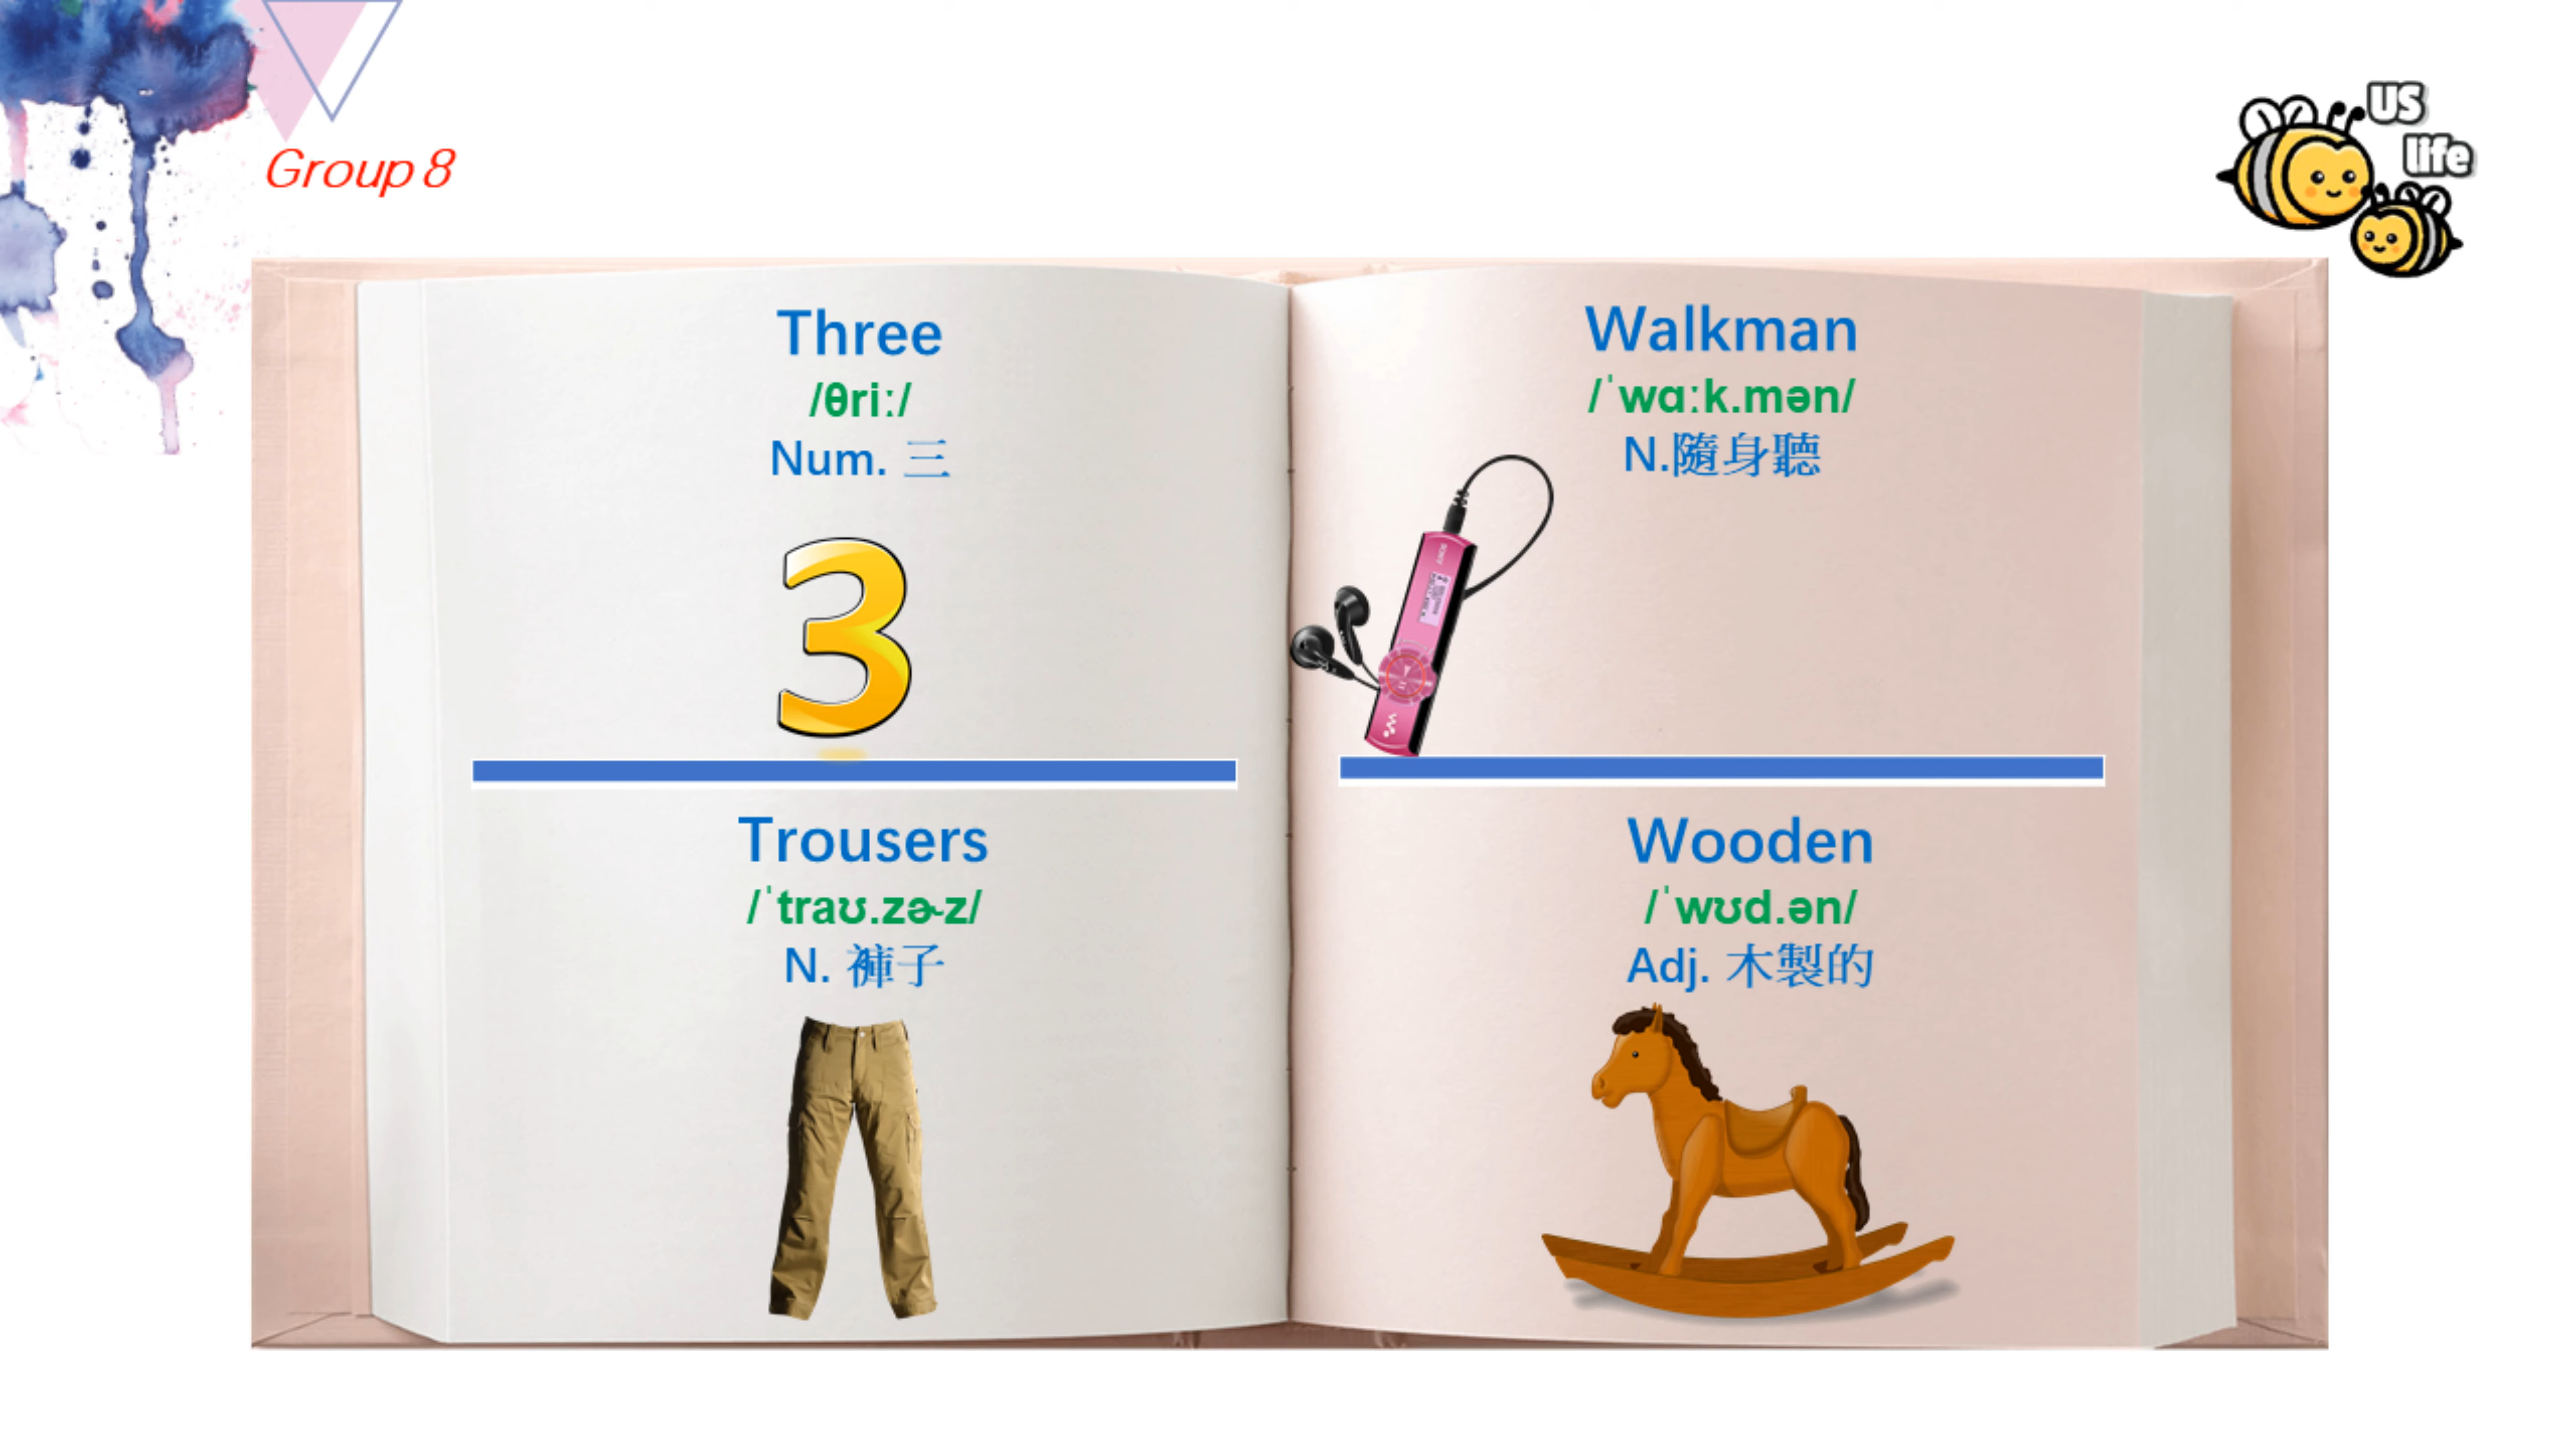 Group 8
US
life
Three
/θriː/
Num. 三
Trousers
/ˈtraʊ.zɚz/
N. 褲子
Walkman
/ˈwɑːk.mən/
N.隨身聽
SONY
Wooden
/ˈwʊd.ən/
Adj. 木製的